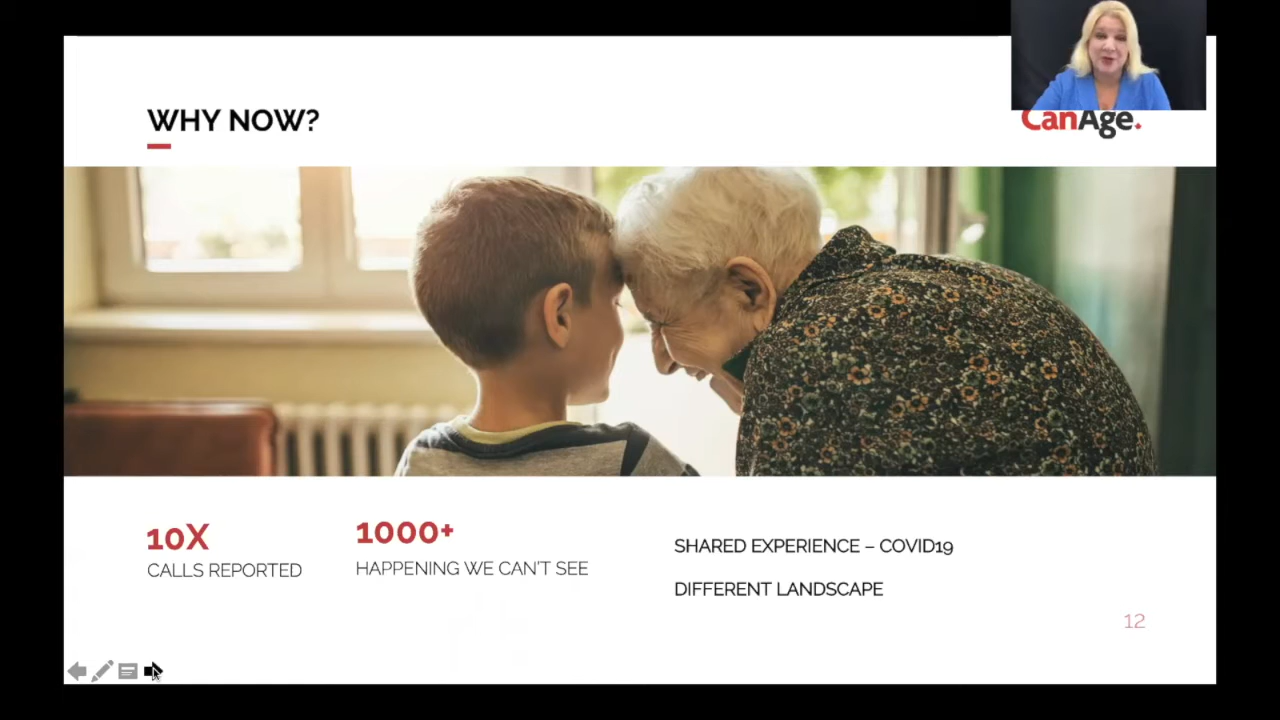 WHY NOW?
CanAge.
10X
CALLS REPORTED
1000+
HAPPENING WE CAN'T SEE
SHARED EXPERIENCE – COVID19
DIFFERENT LANDSCAPE
12